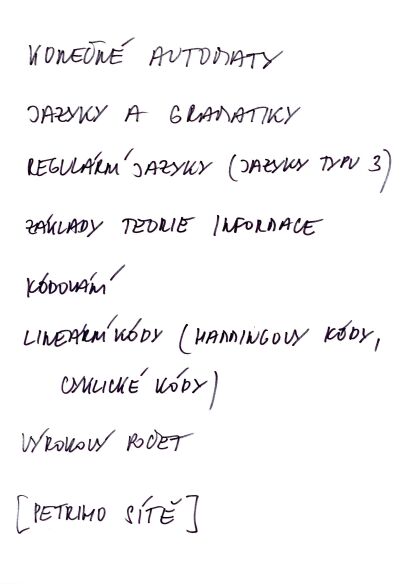 KONEČNÉ AUTOMATY
JAZYKY A GRAMATIKY
REGULÁRNÍ JAZYKY (JAZYKY TYPU 3)
ZÁKLADY TEORIE INFORMACE
KÓDOVÁNÍ
LINEÁRNÍ KÓDY (HAMMINGOVY KÓDY,
CYKLICKÉ KÓDY)
VÝROKOVÝ POČET
[PETRIHO SÍTĚ]